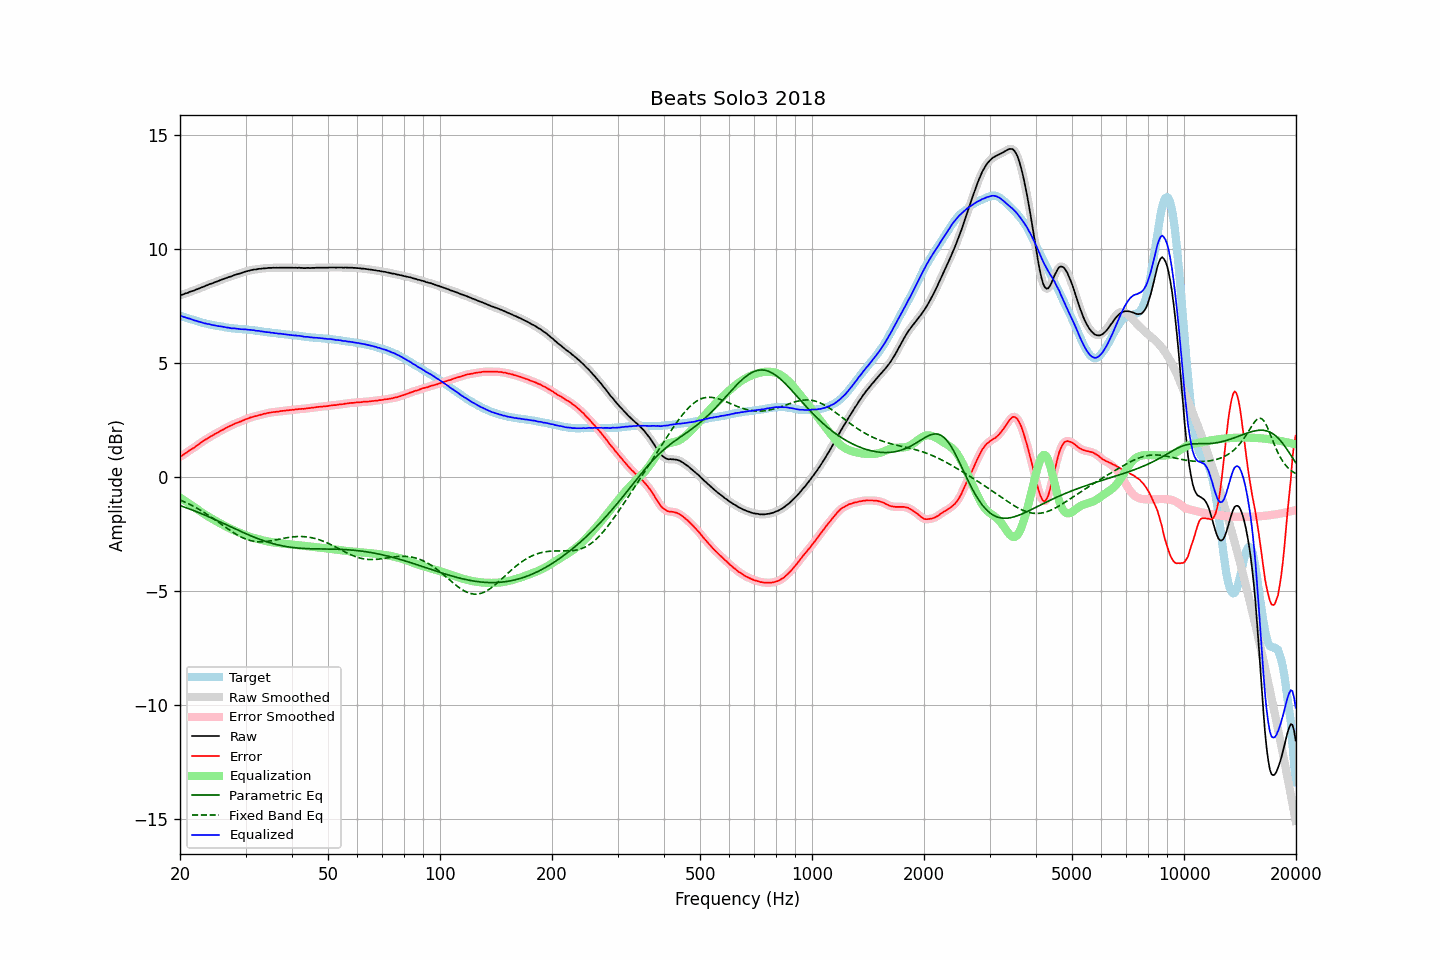 Beats Solo3 2018
Amplitude (dBr)
15
10
5
0
−5
−10
−15
Target
Raw Smoothed
Error Smoothed
Raw
Error
Equalization
Parametric Eq
Fixed Band Eq
Equalized
20 50 100 200 500 1000 2000 5000 10000 20000
Frequency (Hz)